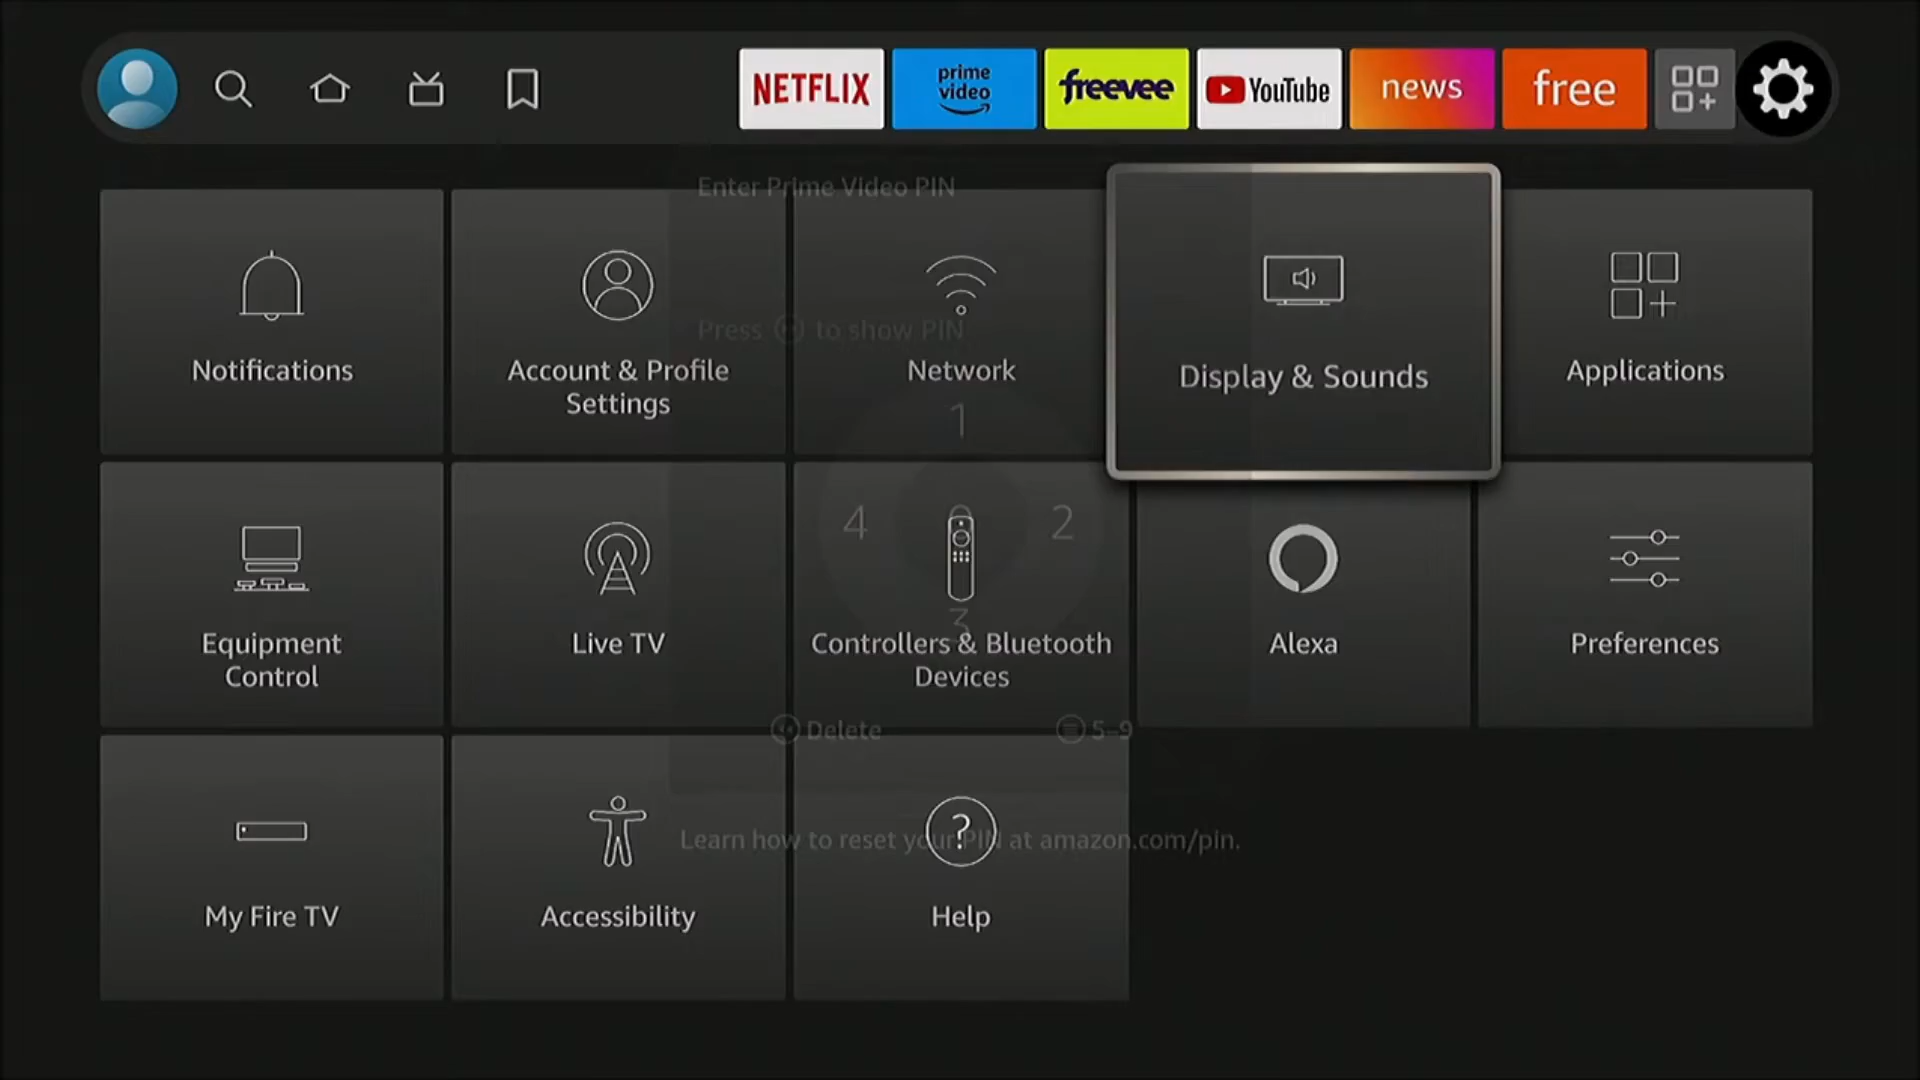 NETFLIX
prime video
freevee
YouTube
news
free
Enter Prime Video PIN
Press to show PIN
Notifications
Account & Profile
Settings
Network
Display & Sounds
Applications
1
4
0
2
3
Equipment
Control
Live TV
Controllers & Bluetooth
Devices
Alexa
Preferences
Delete
5-9
Learn how to reset your PIN at amazon.com/pin.
My Fire TV
Accessibility
?
Help